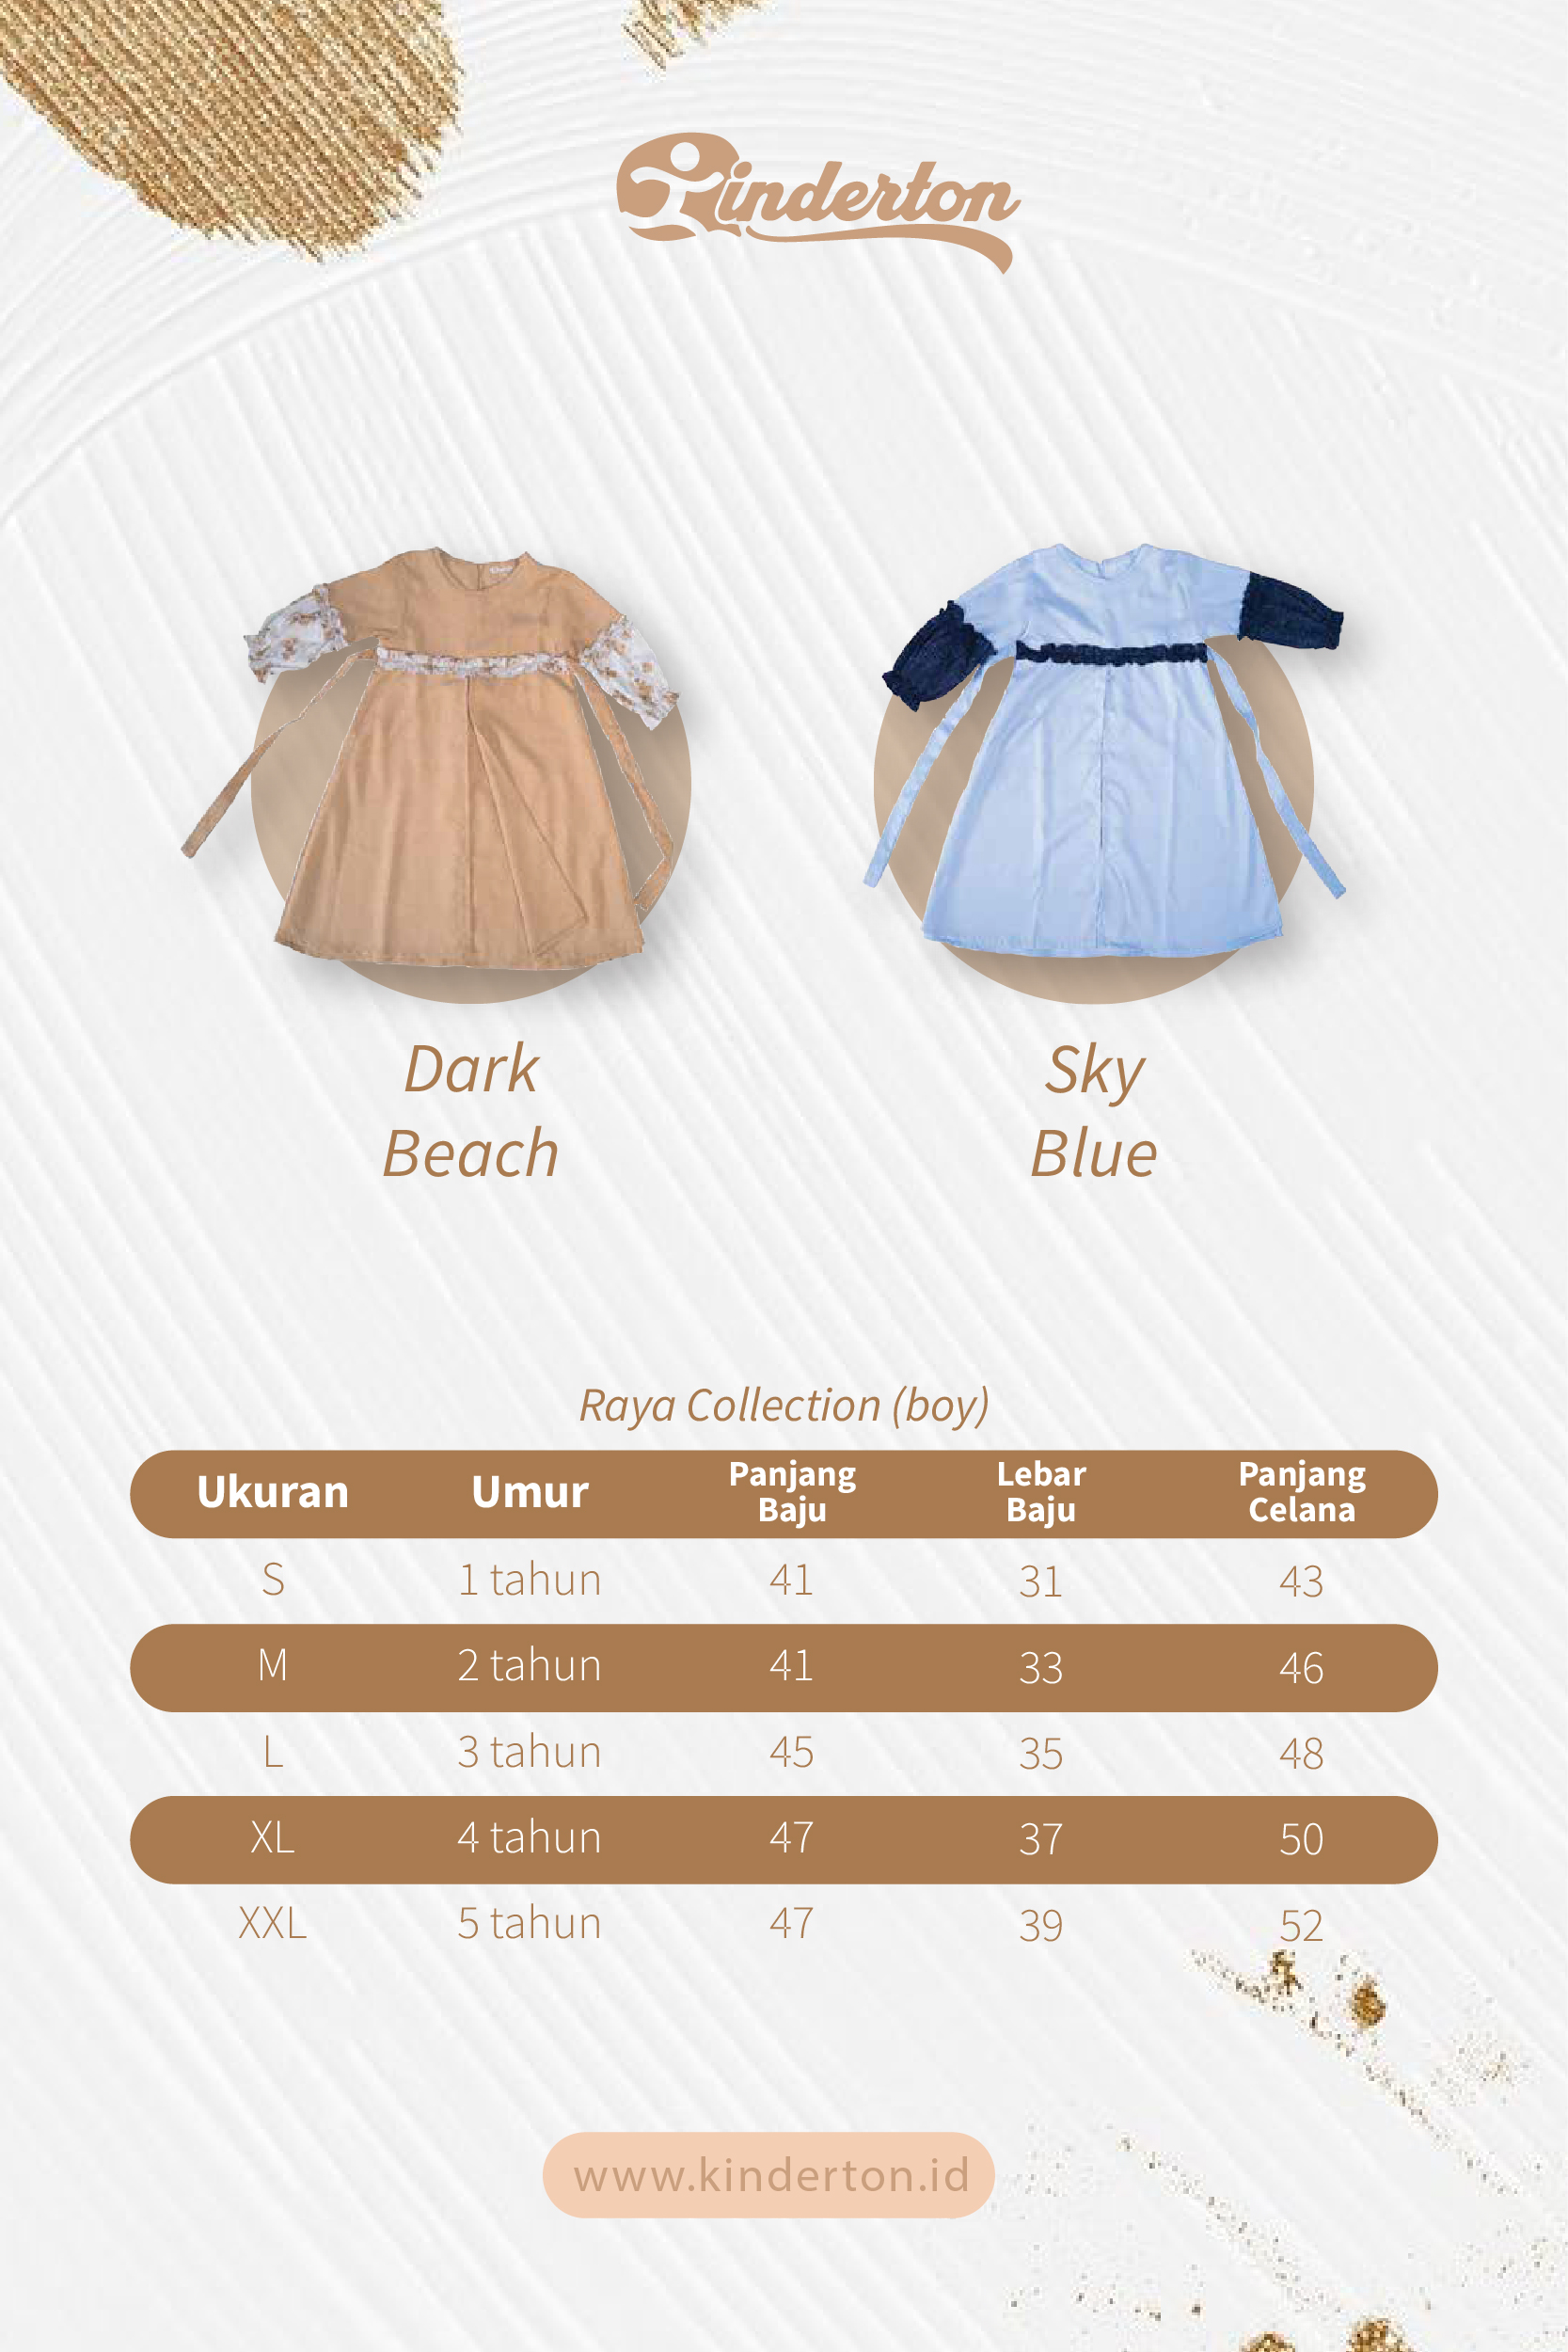 Kinderton
Dark
Beach
Sky
Blue
Raya Collection (boy)
Ukuran Umur Panjang Baju Lebar Baju Panjang Celana
S 1 tahun 41 31 43
M 2 tahun 41 33 46
L 3 tahun 45 35 48
XL 4 tahun 47 37 50
XXL 5 tahun 47 39 52
www.kinderton.id